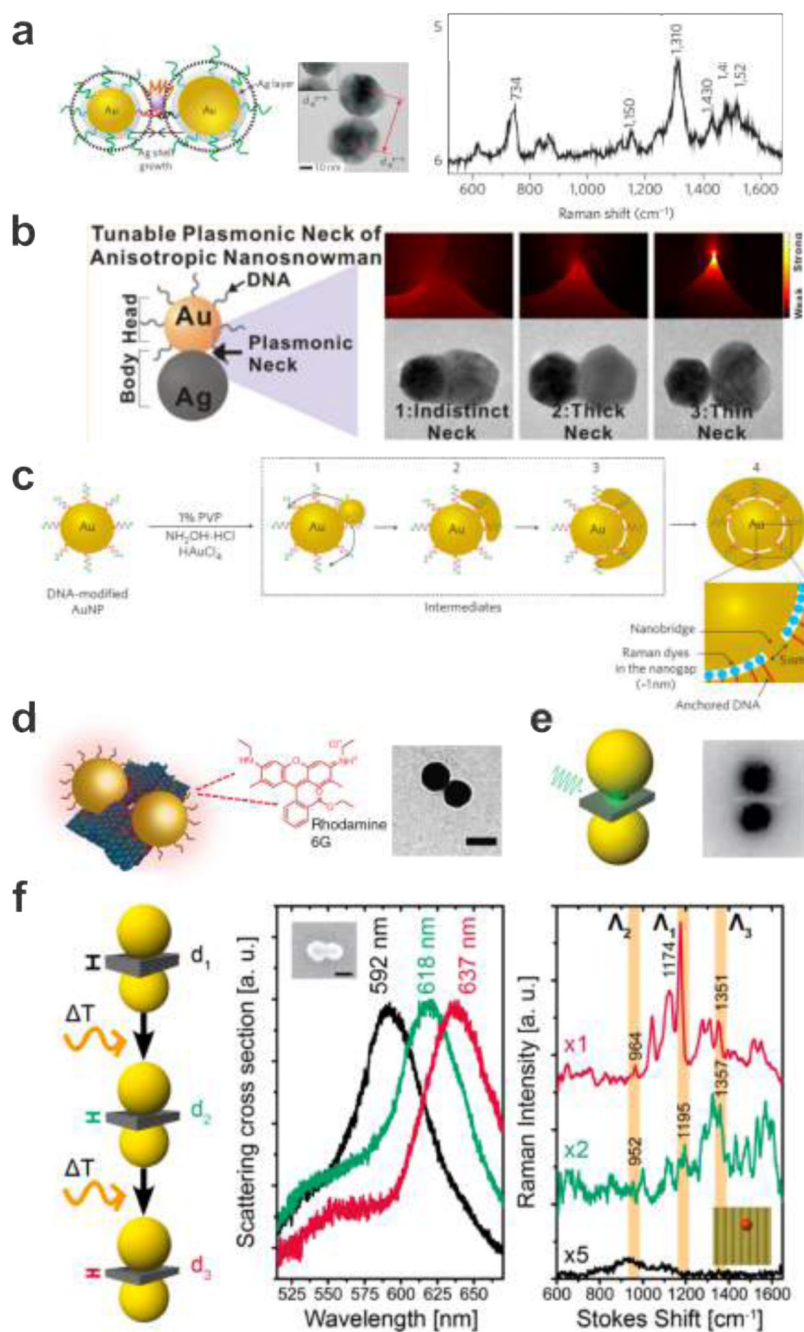 a
Au
Au
Ag layer
Ag shell
growth
10 nm
5
6
734
1,150
1,310
1,430
600
800
1,000
1,200
1,400
1,600
Raman shift (cm⁻¹)
b
Tunable Plasmonic Neck of
Anisotropic Nanosnowman
DNA
Head
Au
Plasmonic
Neck
Body
Ag
Strong
Weak
1:Indistinct
Neck
2:Thick
Neck
3:Thin
Neck
c
Au
DNA-modified
AuNP
1% PVP
NH₂OH·HCl
HAuCl₄
1
Au
2
Au
3
Au
4
Au
Intermediates
Nanobridge
Raman dyes
in the nanogap
(~1nm)
Anchored DNA
d
Rhodamine
6G
e
f
d₁
ΔT
d₂
ΔT
d₃
Scattering cross section [a. u.]
592 nm
618 nm
637 nm
525
550
575
600
625
650
Wavelength [nm]
Raman Intensity [a. u.]
Λ₂
Λ₁
Λ₃
x1
964
1174
1351
x2
952
1195
1357
x5
600
800
1000
1200
1400
1600
Stokes Shift [cm⁻¹]